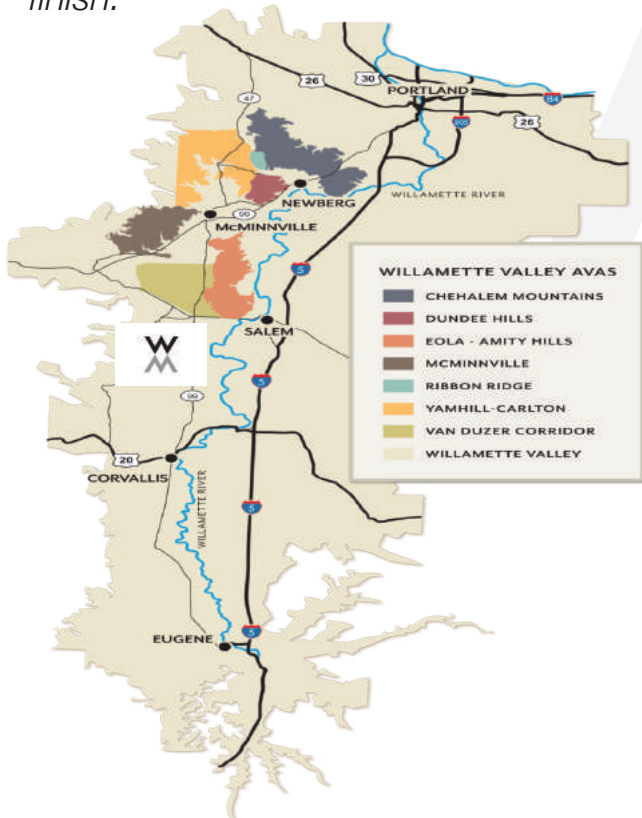 finish.
26
30
PORTLAND
84
47
205
26
WILLAMETTE RIVER
NEWBERG
99
McMINNVILLE
5
SALEM
WILLAMETTE VALLEY AVAS
CHEHALEM MOUNTAINS
DUNDEE HILLS
EOLA - AMITY HILLS
MCMINNVILLE
RIBBON RIDGE
YAMHILL-CARLTON
VAN DUZER CORRIDOR
WILLAMETTE VALLEY
W
W
5
99
20
CORVALLIS
WILLAMETTE RIVER
5
EUGENE
5